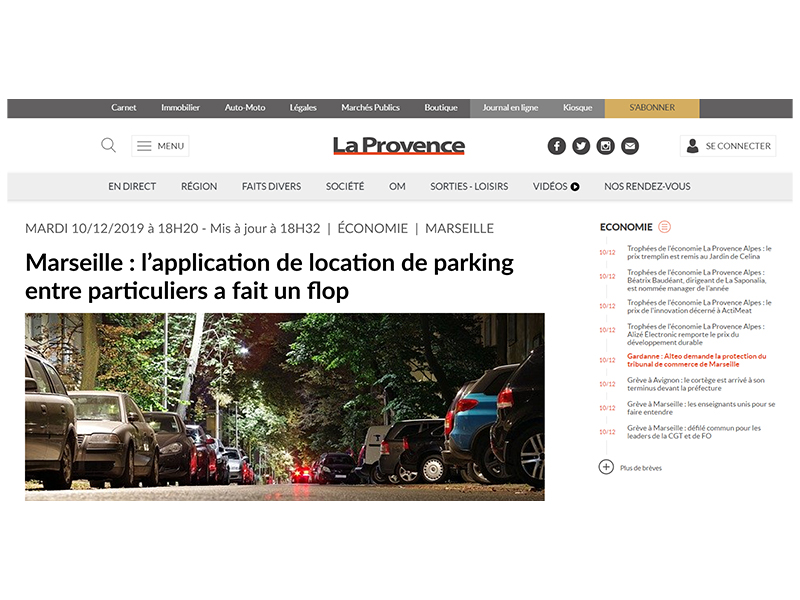 Carnet Immobilier Auto-Moto Légales Marchés Publics Boutique Journal en ligne Kiosque S'ABONNER
MENU La Provence SE CONNECTER
EN DIRECT RÉGION FAITS DIVERS SOCIÉTÉ OM SORTIES - LOISIRS VIDÉOS NOS RENDEZ-VOUS
MARDI 10/12/2019 à 18H20 - Mis à jour à 18H32 | ÉCONOMIE | MARSEILLE
Marseille : l'application de location de parking
entre particuliers a fait un flop
ECONOMIE
10/12 Trophées de l'économie La Provence Alpes : le
prix tremplin est remis au Jardin de Celina
10/12 Trophées de l'économie La Provence Alpes :
Béatrix Baudéant, dirigeant de La Saponalia,
est nommée manager de l'année
10/12 Trophées de l'économie La Provence Alpes : le
prix de l'innovation décerné à ActiMeat
10/12 Trophées de l'économie La Provence Alpes :
Alizé Électronic remporte le prix du
développement durable
10/12 Gardanne : Alteo demande la protection du
tribunal de commerce de Marseille
10/12 Grève à Avignon : le cortège est arrivé à son
terminus devant la préfecture
10/12 Grève à Marseille : les enseignants unis pour se
faire entendre
10/12 Grève à Marseille : défilé commun pour les
leaders de la CGT et de FO
Plus de brèves